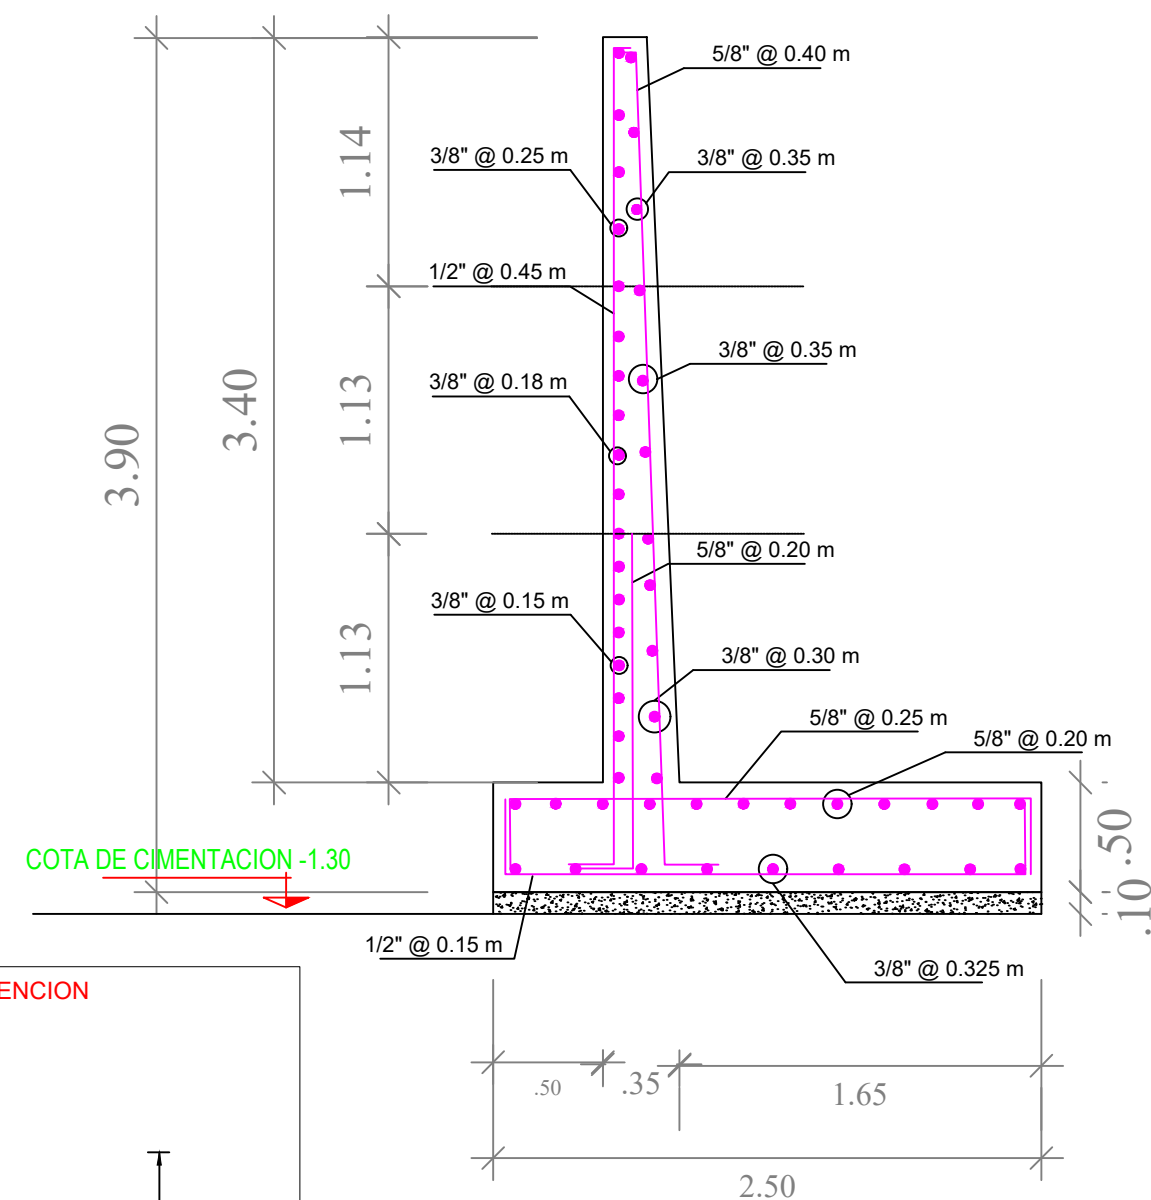 5/8" @ 0.40 m
3/8" @ 0.25 m
3/8" @ 0.35 m
1.14
1/2" @ 0.45 m
3/8" @ 0.35 m
3/8" @ 0.18 m
3.90
3.40
1.13
5/8" @ 0.20 m
3/8" @ 0.15 m
1.13
3/8" @ 0.30 m
5/8" @ 0.25 m
5/8" @ 0.20 m
.50
COTA DE CIMENTACION -1.30
.10
1/2" @ 0.15 m
3/8" @ 0.325 m
ENCION
.50
.35
1.65
2.50